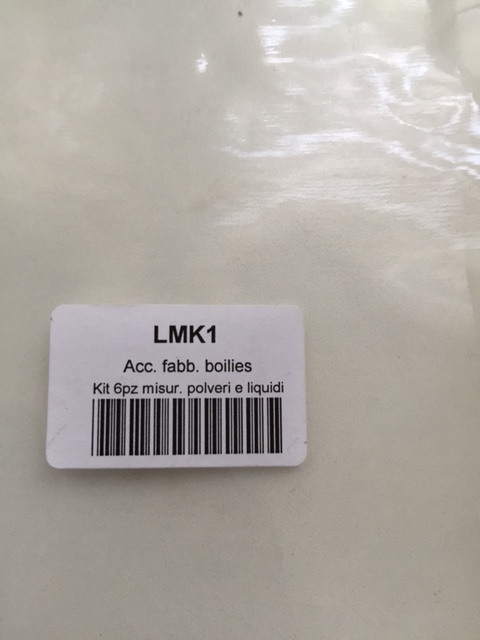 LMK1
Acc. fabb. boilies
Kit 6pz misur. polveri e liquidi